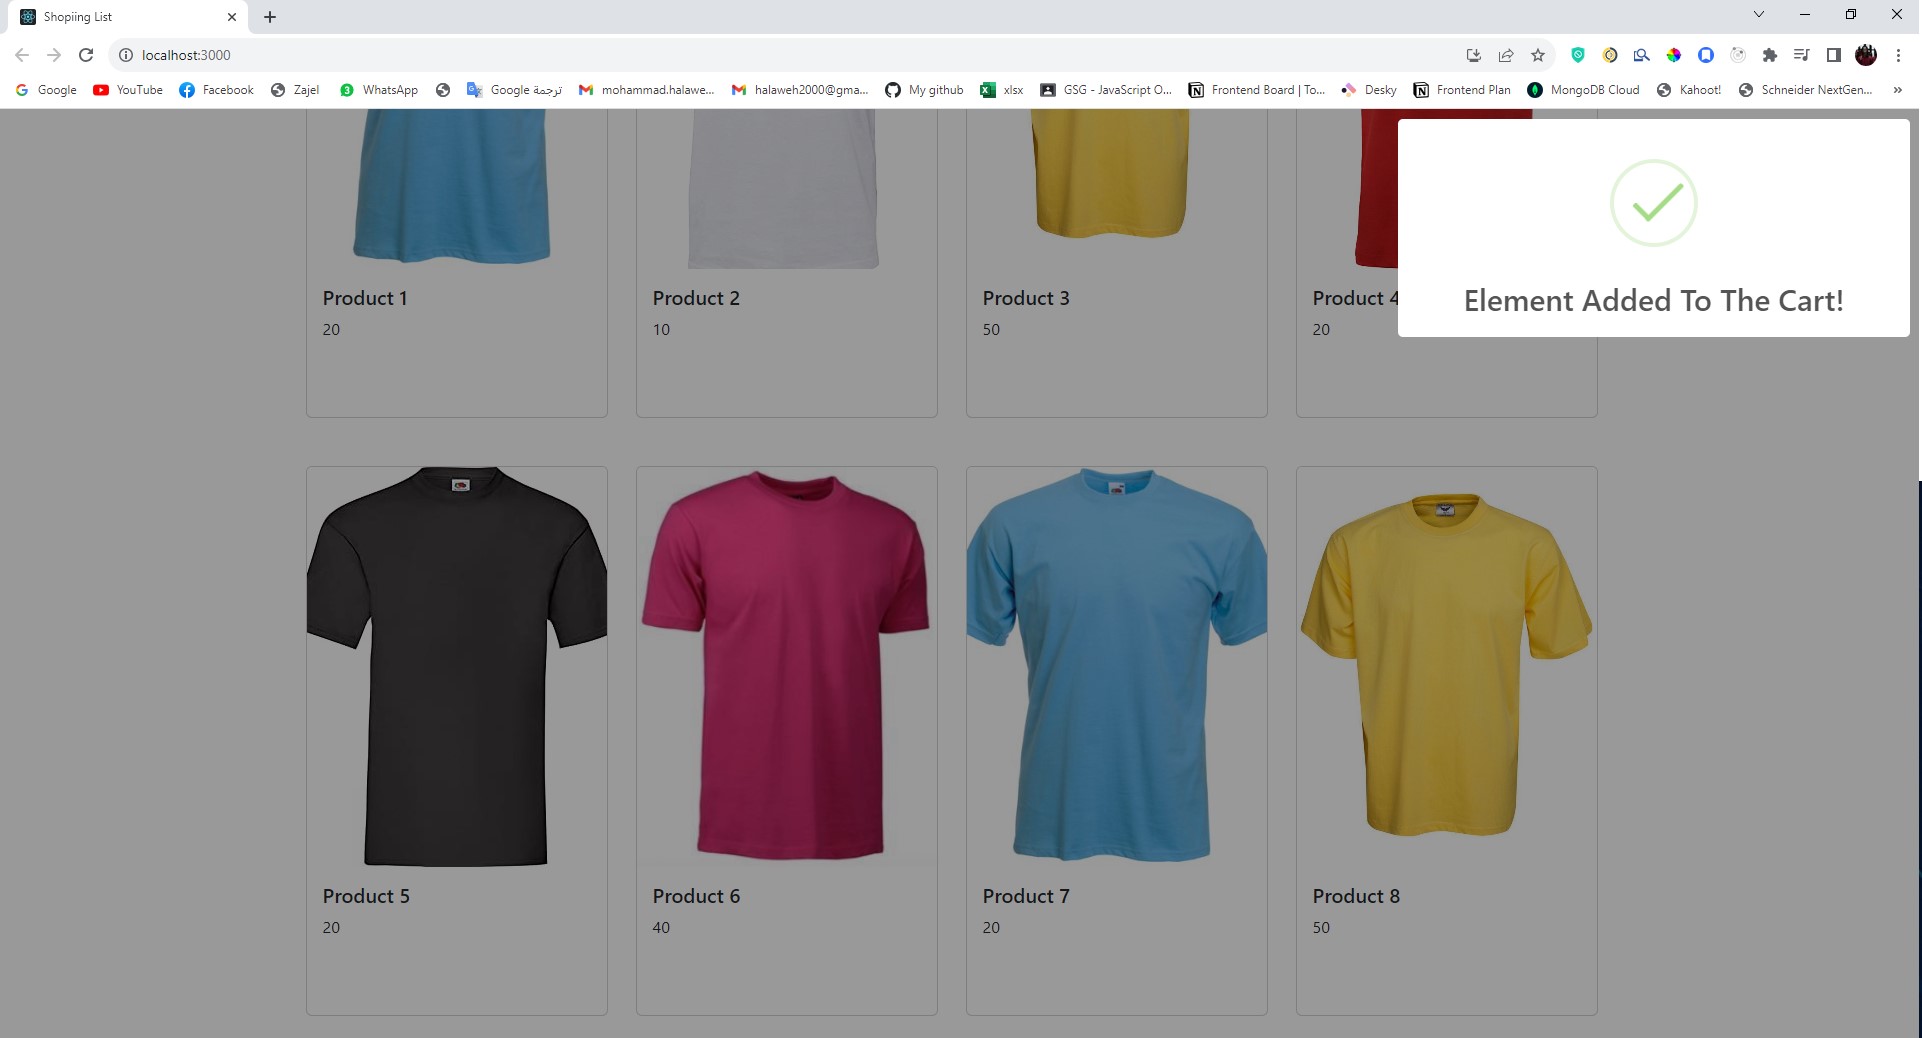 Shopiing List
localhost:3000
Google YouTube Facebook Zajel WhatsApp ترجمة Google mohammad.halawe... halaweh2000@gma... My github xlsx GSG - JavaScript O... Frontend Board | To... Desky Frontend Plan MongoDB Cloud Kahoot! Schneider NextGen... »
Element Added To The Cart!
Product 1 Product 2 Product 3 Product 4
20 10 50 20
Product 5 Product 6 Product 7 Product 8
20 40 20 50